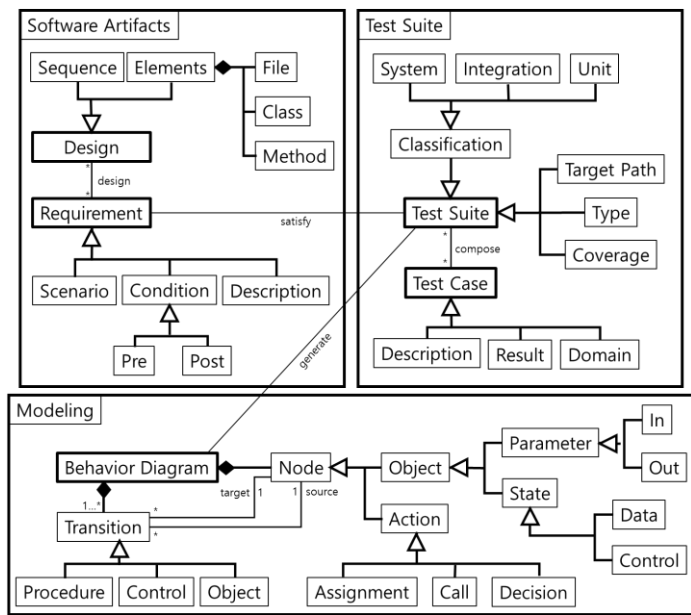 Software Artifacts
Sequence
Elements
File
Class
Method
Design
*
design
*
Requirement
satisfy
Scenario
Condition
Description
Pre
Post
Test Suite
System
Integration
Unit
Classification
Target Path
Test Suite
Type
Coverage
*
compose
*
Test Case
Description
Result
Domain
generate
Modeling
Behavior Diagram
Node
Object
Parameter
In
Out
State
Data
Control
target
1
1
source
1...*
*
*
Transition
Action
Procedure
Control
Object
Assignment
Call
Decision